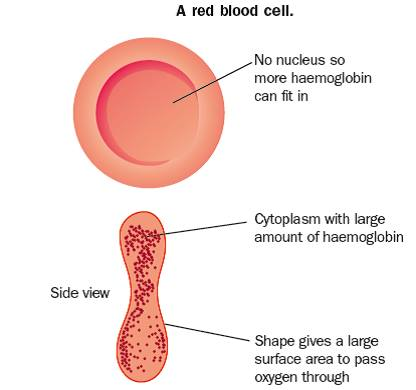 A red blood cell.
No nucleus so
more haemoglobin
can fit in
Cytoplasm with large
amount of haemoglobin
Side view
Shape gives a large
surface area to pass
oxygen through